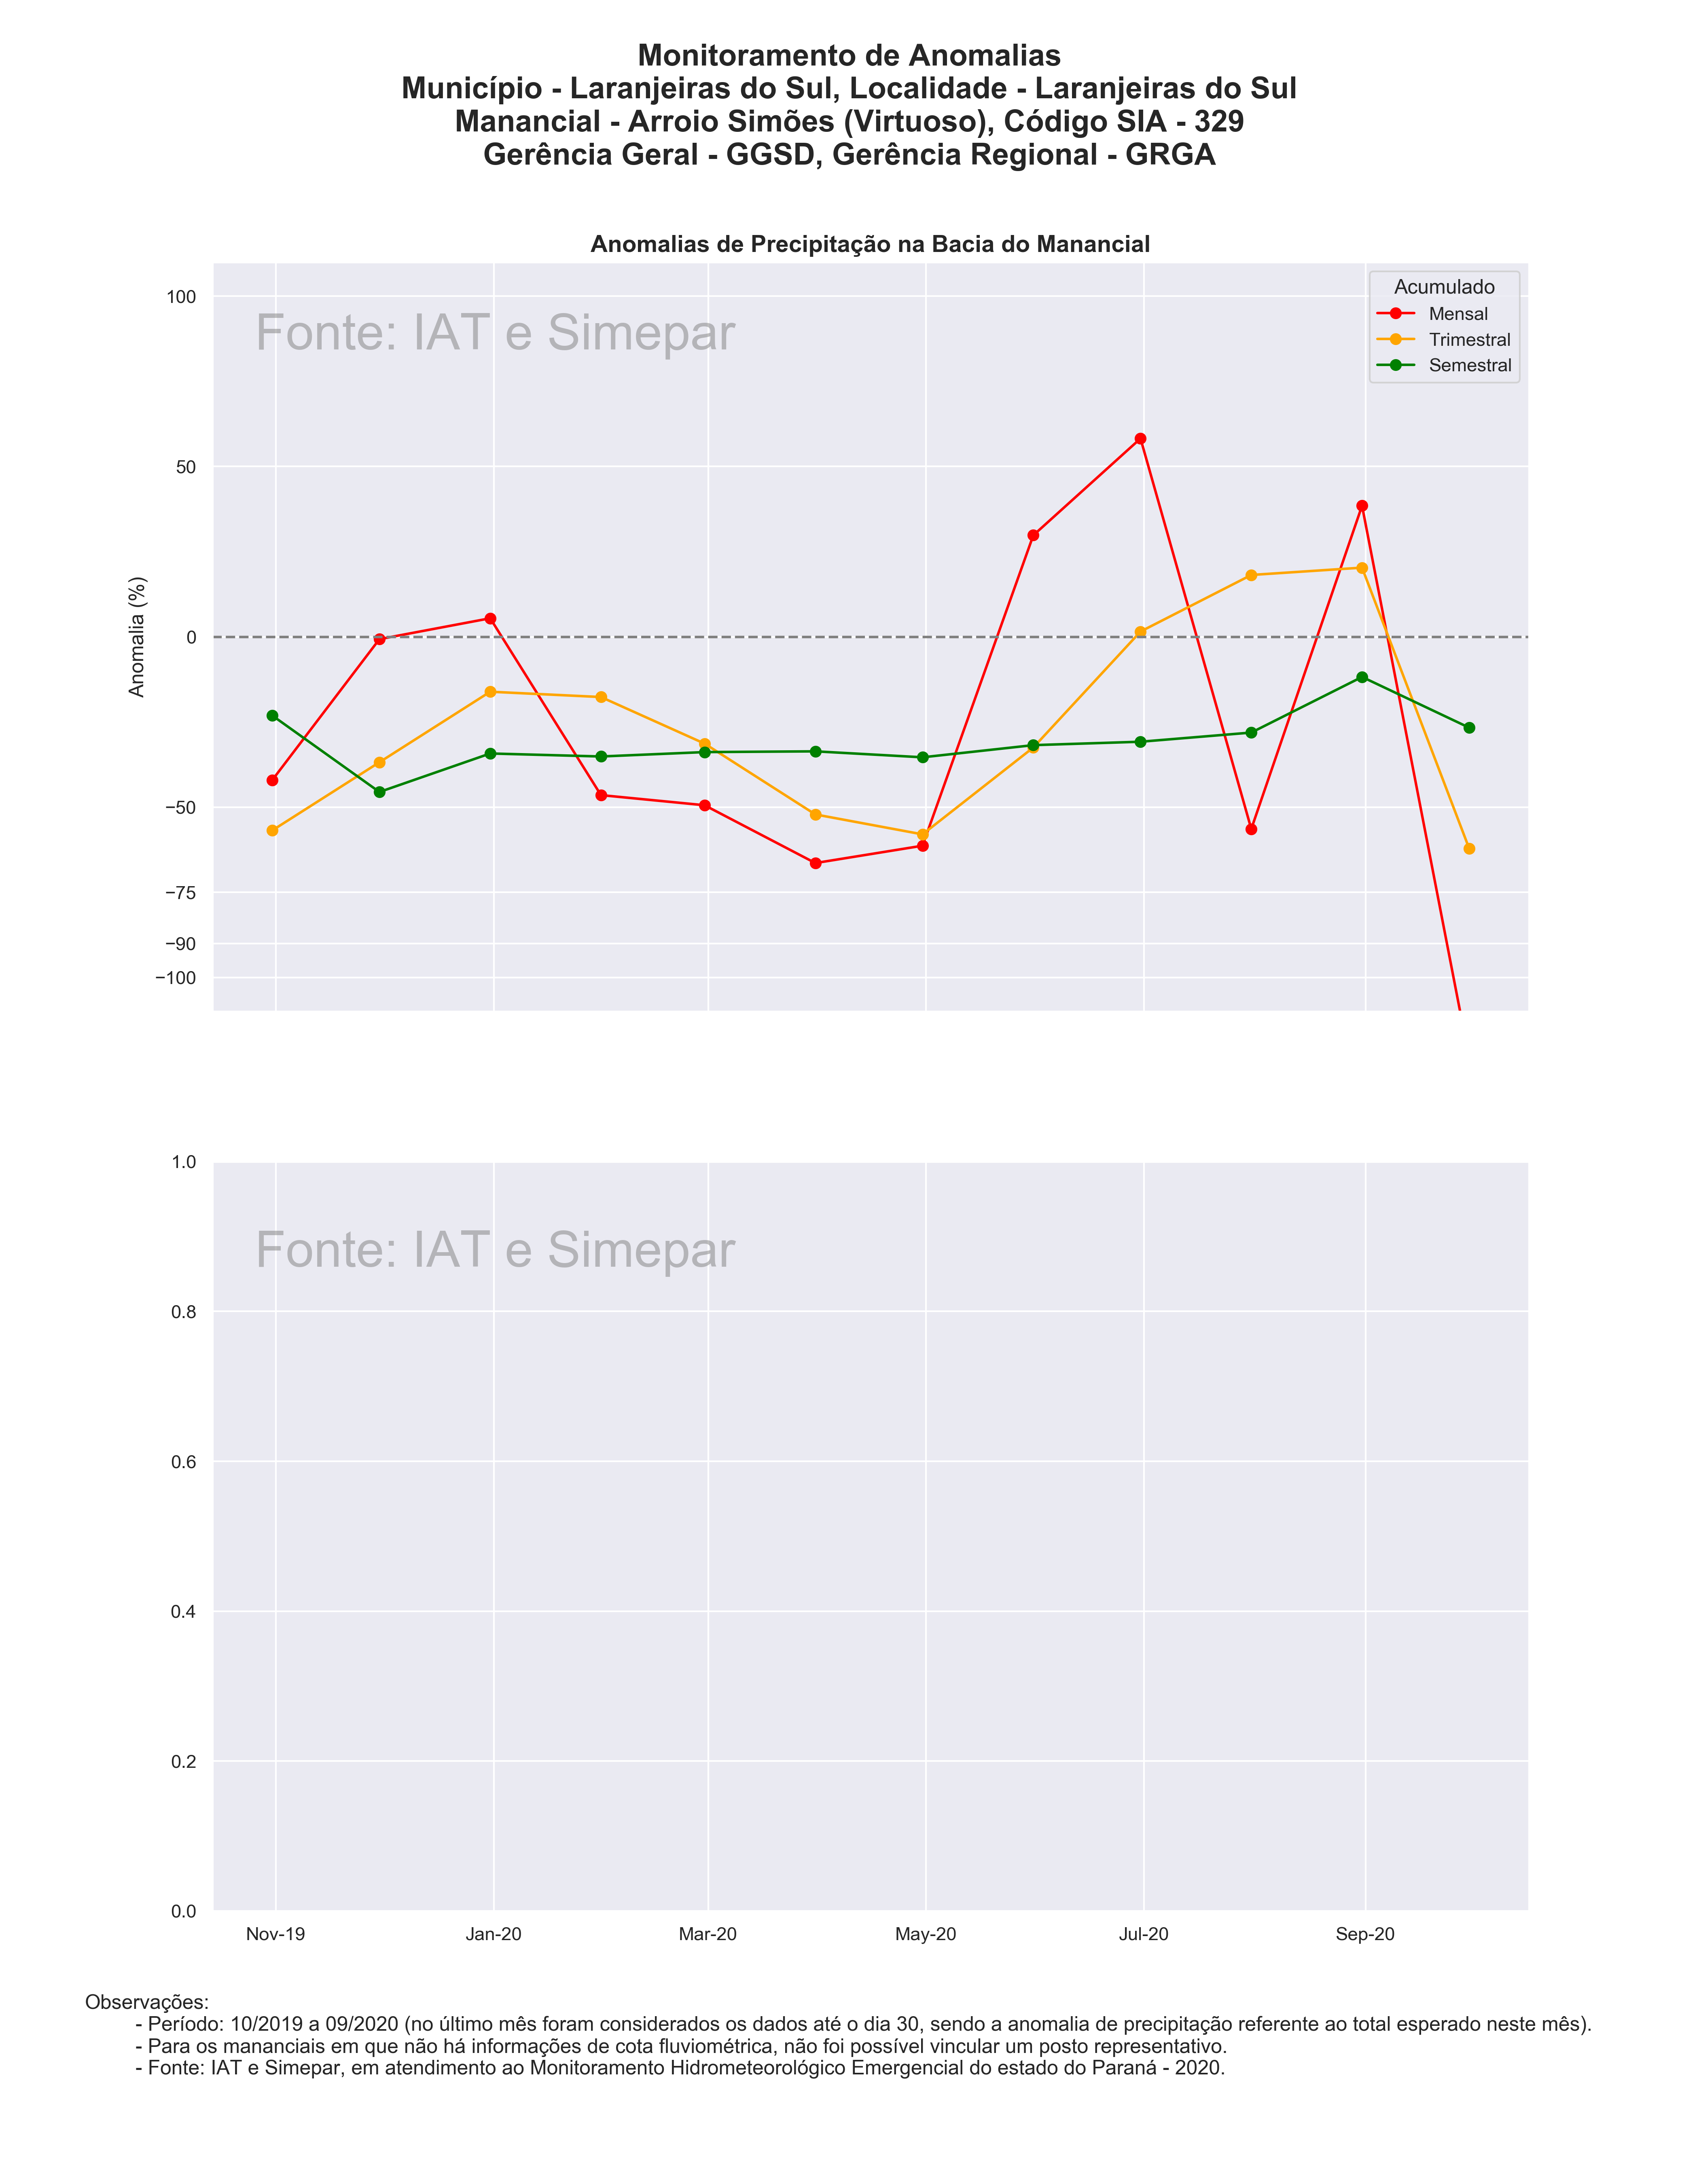 Monitoramento de Anomalias
Município - Laranjeiras do Sul, Localidade - Laranjeiras do Sul
Manancial - Arroio Simões (Virtuoso), Código SIA - 329
Gerência Geral - GGSD, Gerência Regional - GRGA
Anomalias de Precipitação na Bacia do Manancial
Fonte: IAT e Simepar
Acumulado
Mensal
Trimestral
Semestral
Anomalia (%)
100
50
0
−50
−75
−90
−100
Fonte: IAT e Simepar
1.0
0.8
0.6
0.4
0.2
0.0
Nov-19 Jan-20 Mar-20 May-20 Jul-20 Sep-20
Observações:
- Período: 10/2019 a 09/2020 (no último mês foram considerados os dados até o dia 30, sendo a anomalia de precipitação referente ao total esperado neste mês).
- Para os mananciais em que não há informações de cota fluviométrica, não foi possível vincular um posto representativo.
- Fonte: IAT e Simepar, em atendimento ao Monitoramento Hidrometeorológico Emergencial do estado do Paraná - 2020.